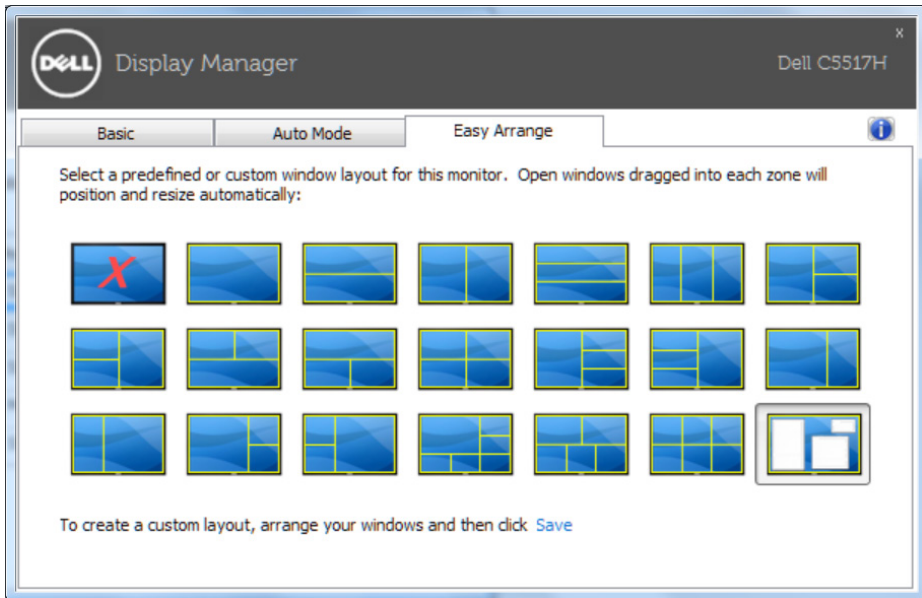 x
DELL Display Manager Dell C5517H
Basic Auto Mode Easy Arrange i
Select a predefined or custom window layout for this monitor. Open windows dragged into each zone will
position and resize automatically:
X
To create a custom layout, arrange your windows and then click Save